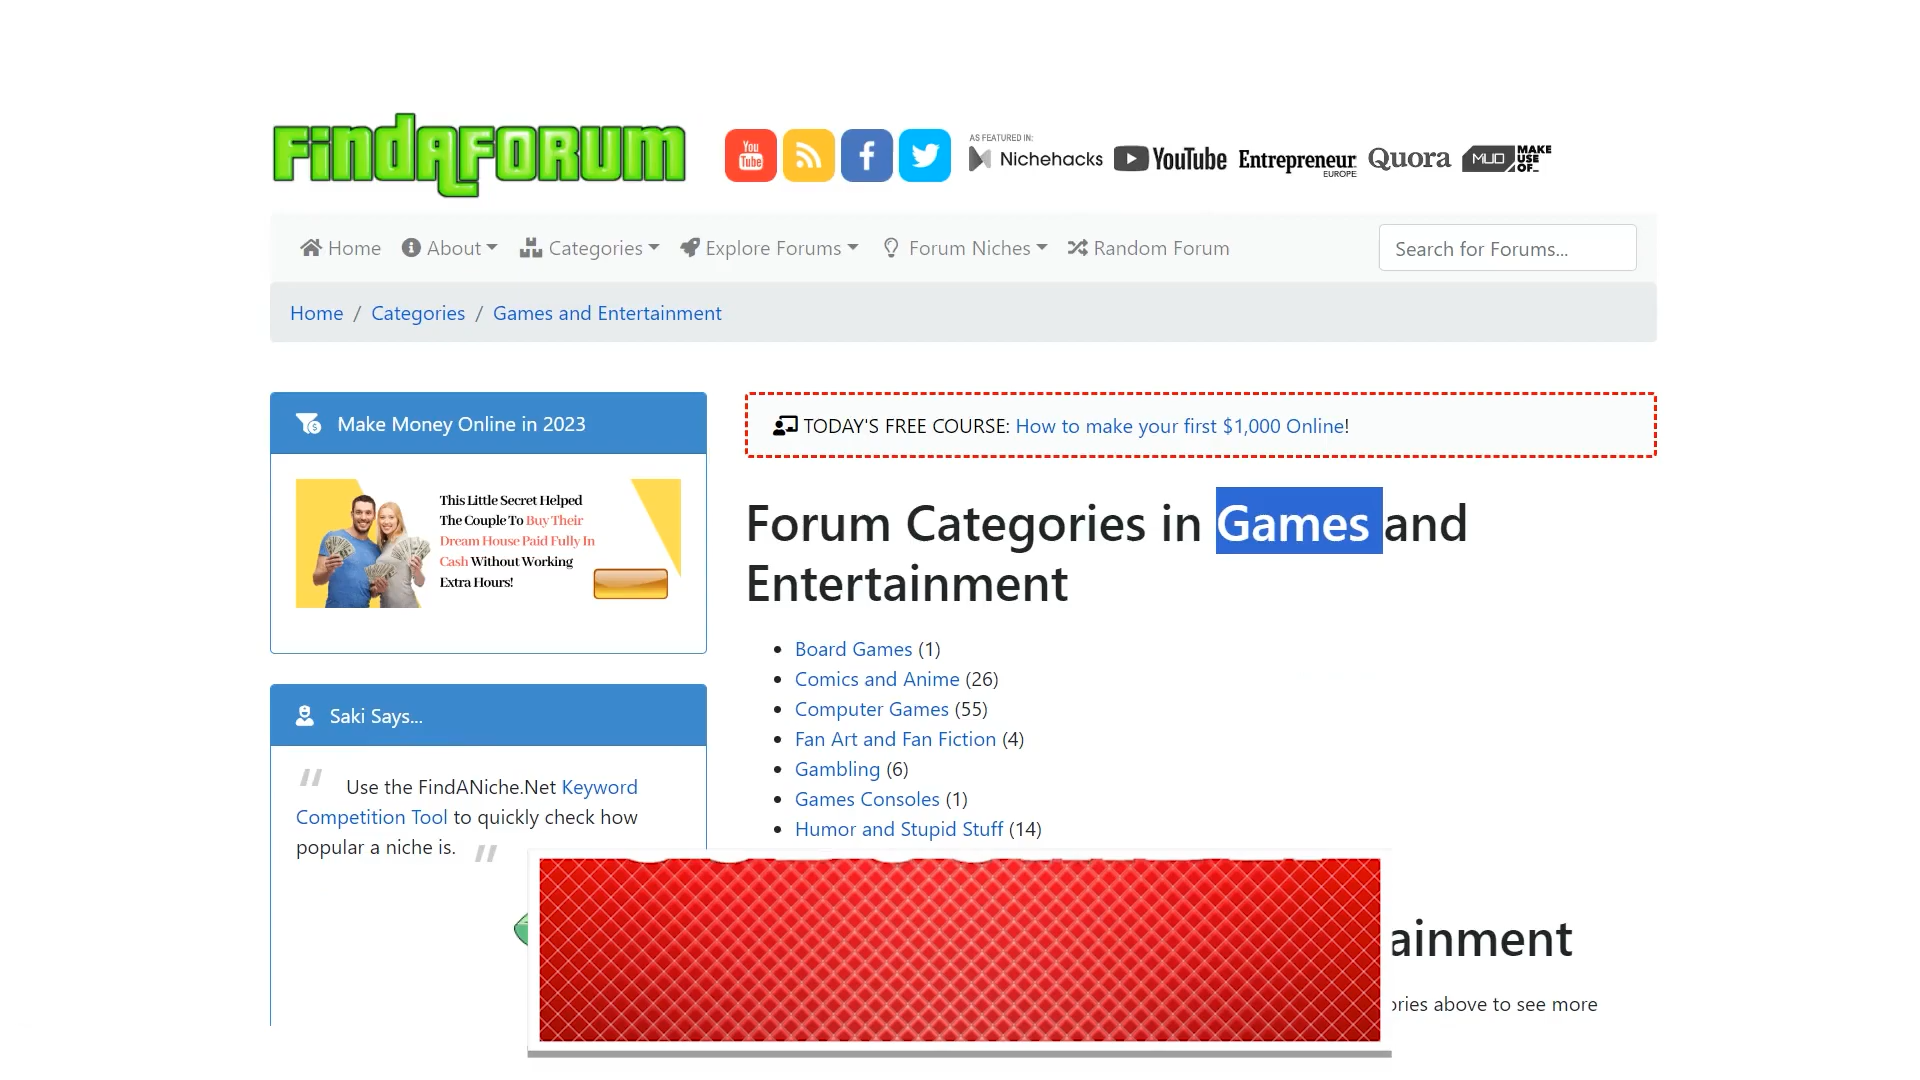 FindAForum
You
Tube
AS FEATURED IN:
Nichehacks
YouTube
Entrepreneur
EUROPE
Quora
MUO
MAKE
USE
OF_
Home
About
Categories
Explore Forums
Forum Niches
Random Forum
Search for Forums...
Home / Categories / Games and Entertainment
Make Money Online in 2023
This Little Secret Helped
The Couple To Buy Their
Dream House Paid Fully In
Cash Without Working
Extra Hours!
Saki Says...
" Use the FindANiche.Net Keyword
Competition Tool to quickly check how
popular a niche is. "
TODAY'S FREE COURSE: How to make your first $1,000 Online!
Forum Categories in Games and
Entertainment
Board Games (1)
Comics and Anime (26)
Computer Games (55)
Fan Art and Fan Fiction (4)
Gambling (6)
Games Consoles (1)
Humor and Stupid Stuff (14)
ainment
ories above to see more